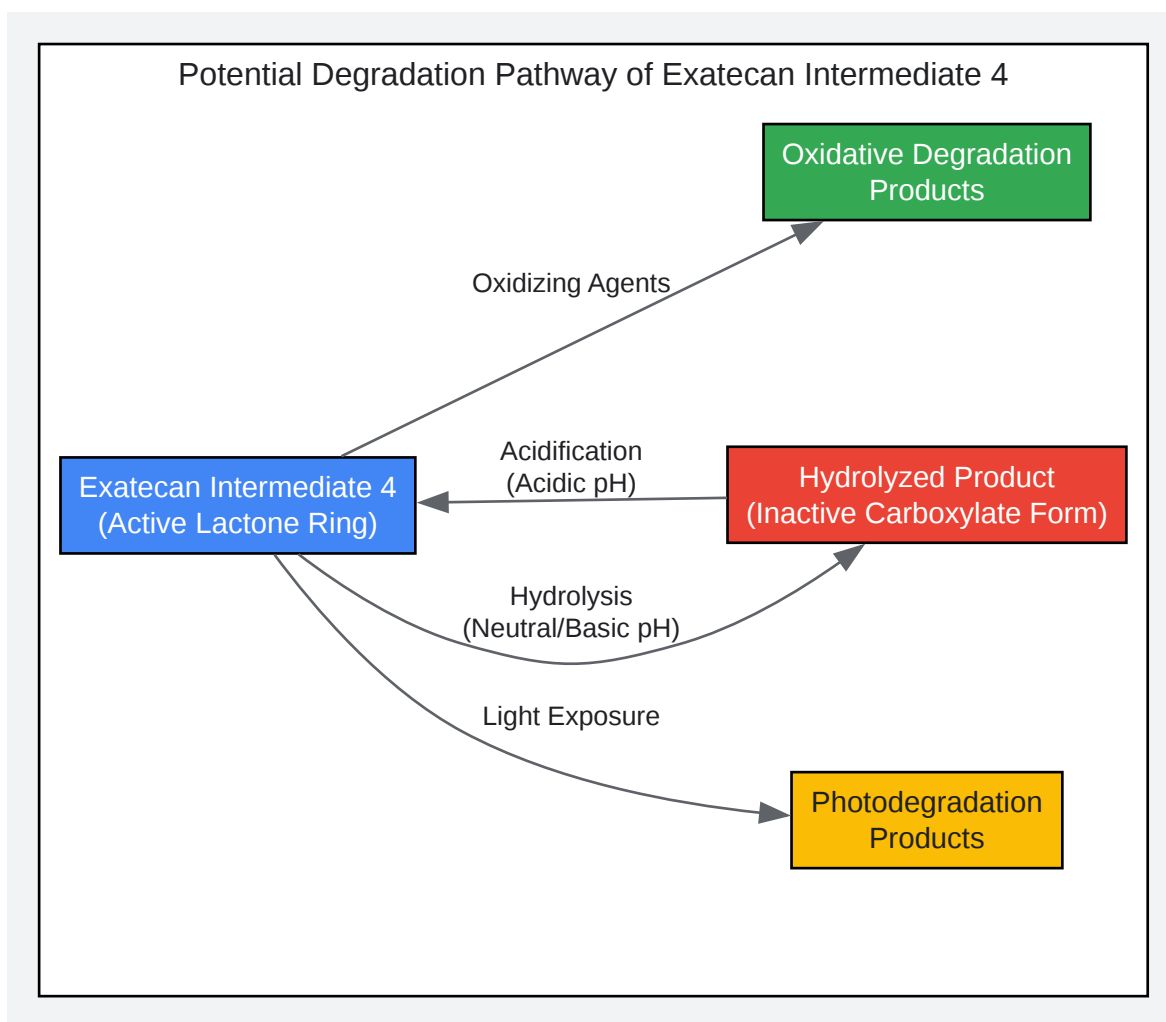 Potential Degradation Pathway of Exatecan Intermediate 4
Oxidative Degradation
Products
Oxidizing Agents
Exatecan Intermediate 4
(Active Lactone Ring)
Acidification
(Acidic pH)
Hydrolyzed Product
(Inactive Carboxylate Form)
Hydrolysis
(Neutral/Basic pH)
Light Exposure
Photodegradation
Products